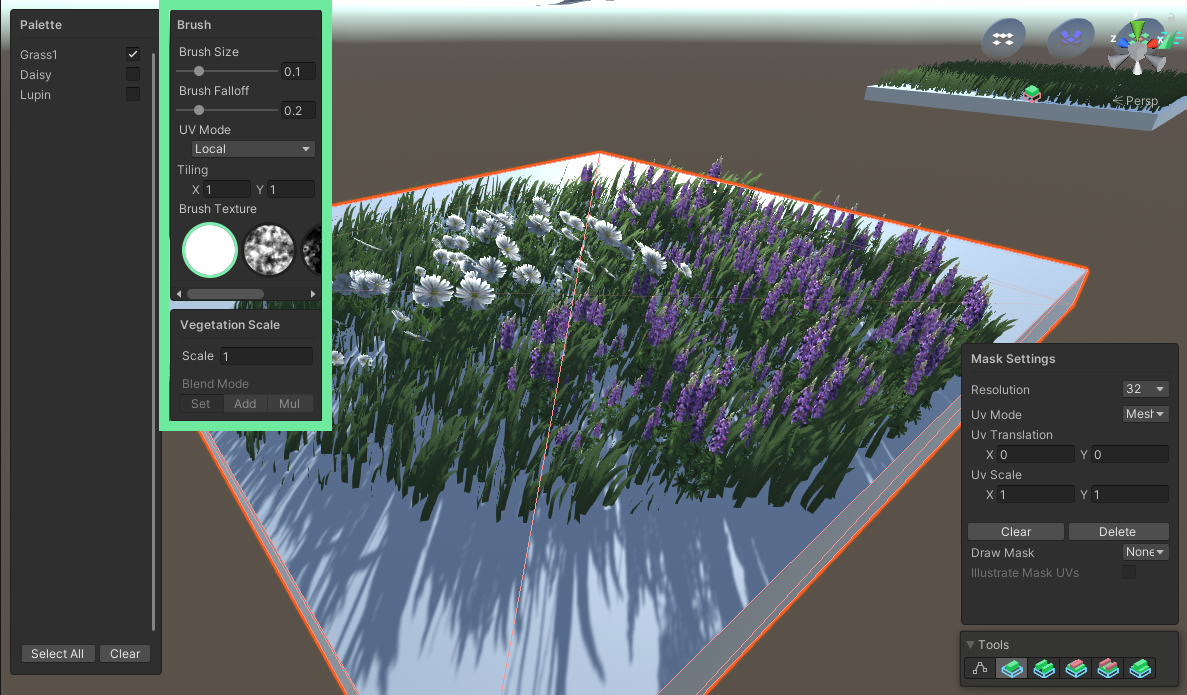 Palette
Grass1
Daisy
Lupin
Select All Clear
Brush
Brush Size
0.1
Brush Falloff
0.2
UV Mode
Local
Tiling
X 1 Y 1
Brush Texture
Vegetation Scale
Scale 1
Blend Mode
Set Add Mul
y
z x
Persp
Mask Settings
Resolution 32
Uv Mode Mesh
Uv Translation
X 0 Y 0
Uv Scale
X 1 Y 1
Clear Delete
Draw Mask None
Illustrate Mask UVs
Tools